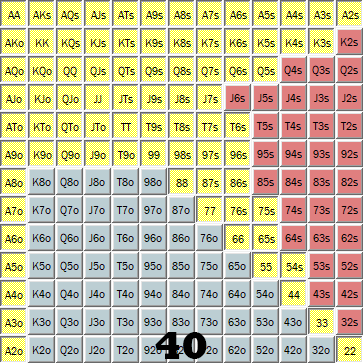 AA AKs AQs AJs ATs A9s A8s A7s A6s A5s A4s A3s A2s
AKo KK KQs KJs KTs K9s K8s K7s K6s K5s K4s K3s K2s
AQo KQo QQ QJs QTs Q9s Q8s Q7s Q6s Q5s Q4s Q3s Q2s
AJo KJo QJo JJ JTs J9s J8s J7s J6s J5s J4s J3s J2s
ATo KTo QTo JTo TT T9s T8s T7s T6s T5s T4s T3s T2s
A9o K9o Q9o J9o T9o 99 98s 97s 96s 95s 94s 93s 92s
A8o K8o Q8o J8o T8o 98o 88 87s 86s 85s 84s 83s 82s
A7o K7o Q7o J7o T7o 97o 87o 77 76s 75s 74s 73s 72s
A6o K6o Q6o J6o T6o 96o 86o 76o 66 65s 64s 63s 62s
A5o K5o Q5o J5o T5o 95o 85o 75o 65o 55 54s 53s 52s
A4o K4o Q4o J4o T4o 94o 84o 74o 64o 54o 44 43s 42s
A3o K3o Q3o J3o T3o 93o 83o 73o 63o 53o 43o 33 32s
A2o K2o Q2o J2o T2o 62o 52o 42o 32o 22
40